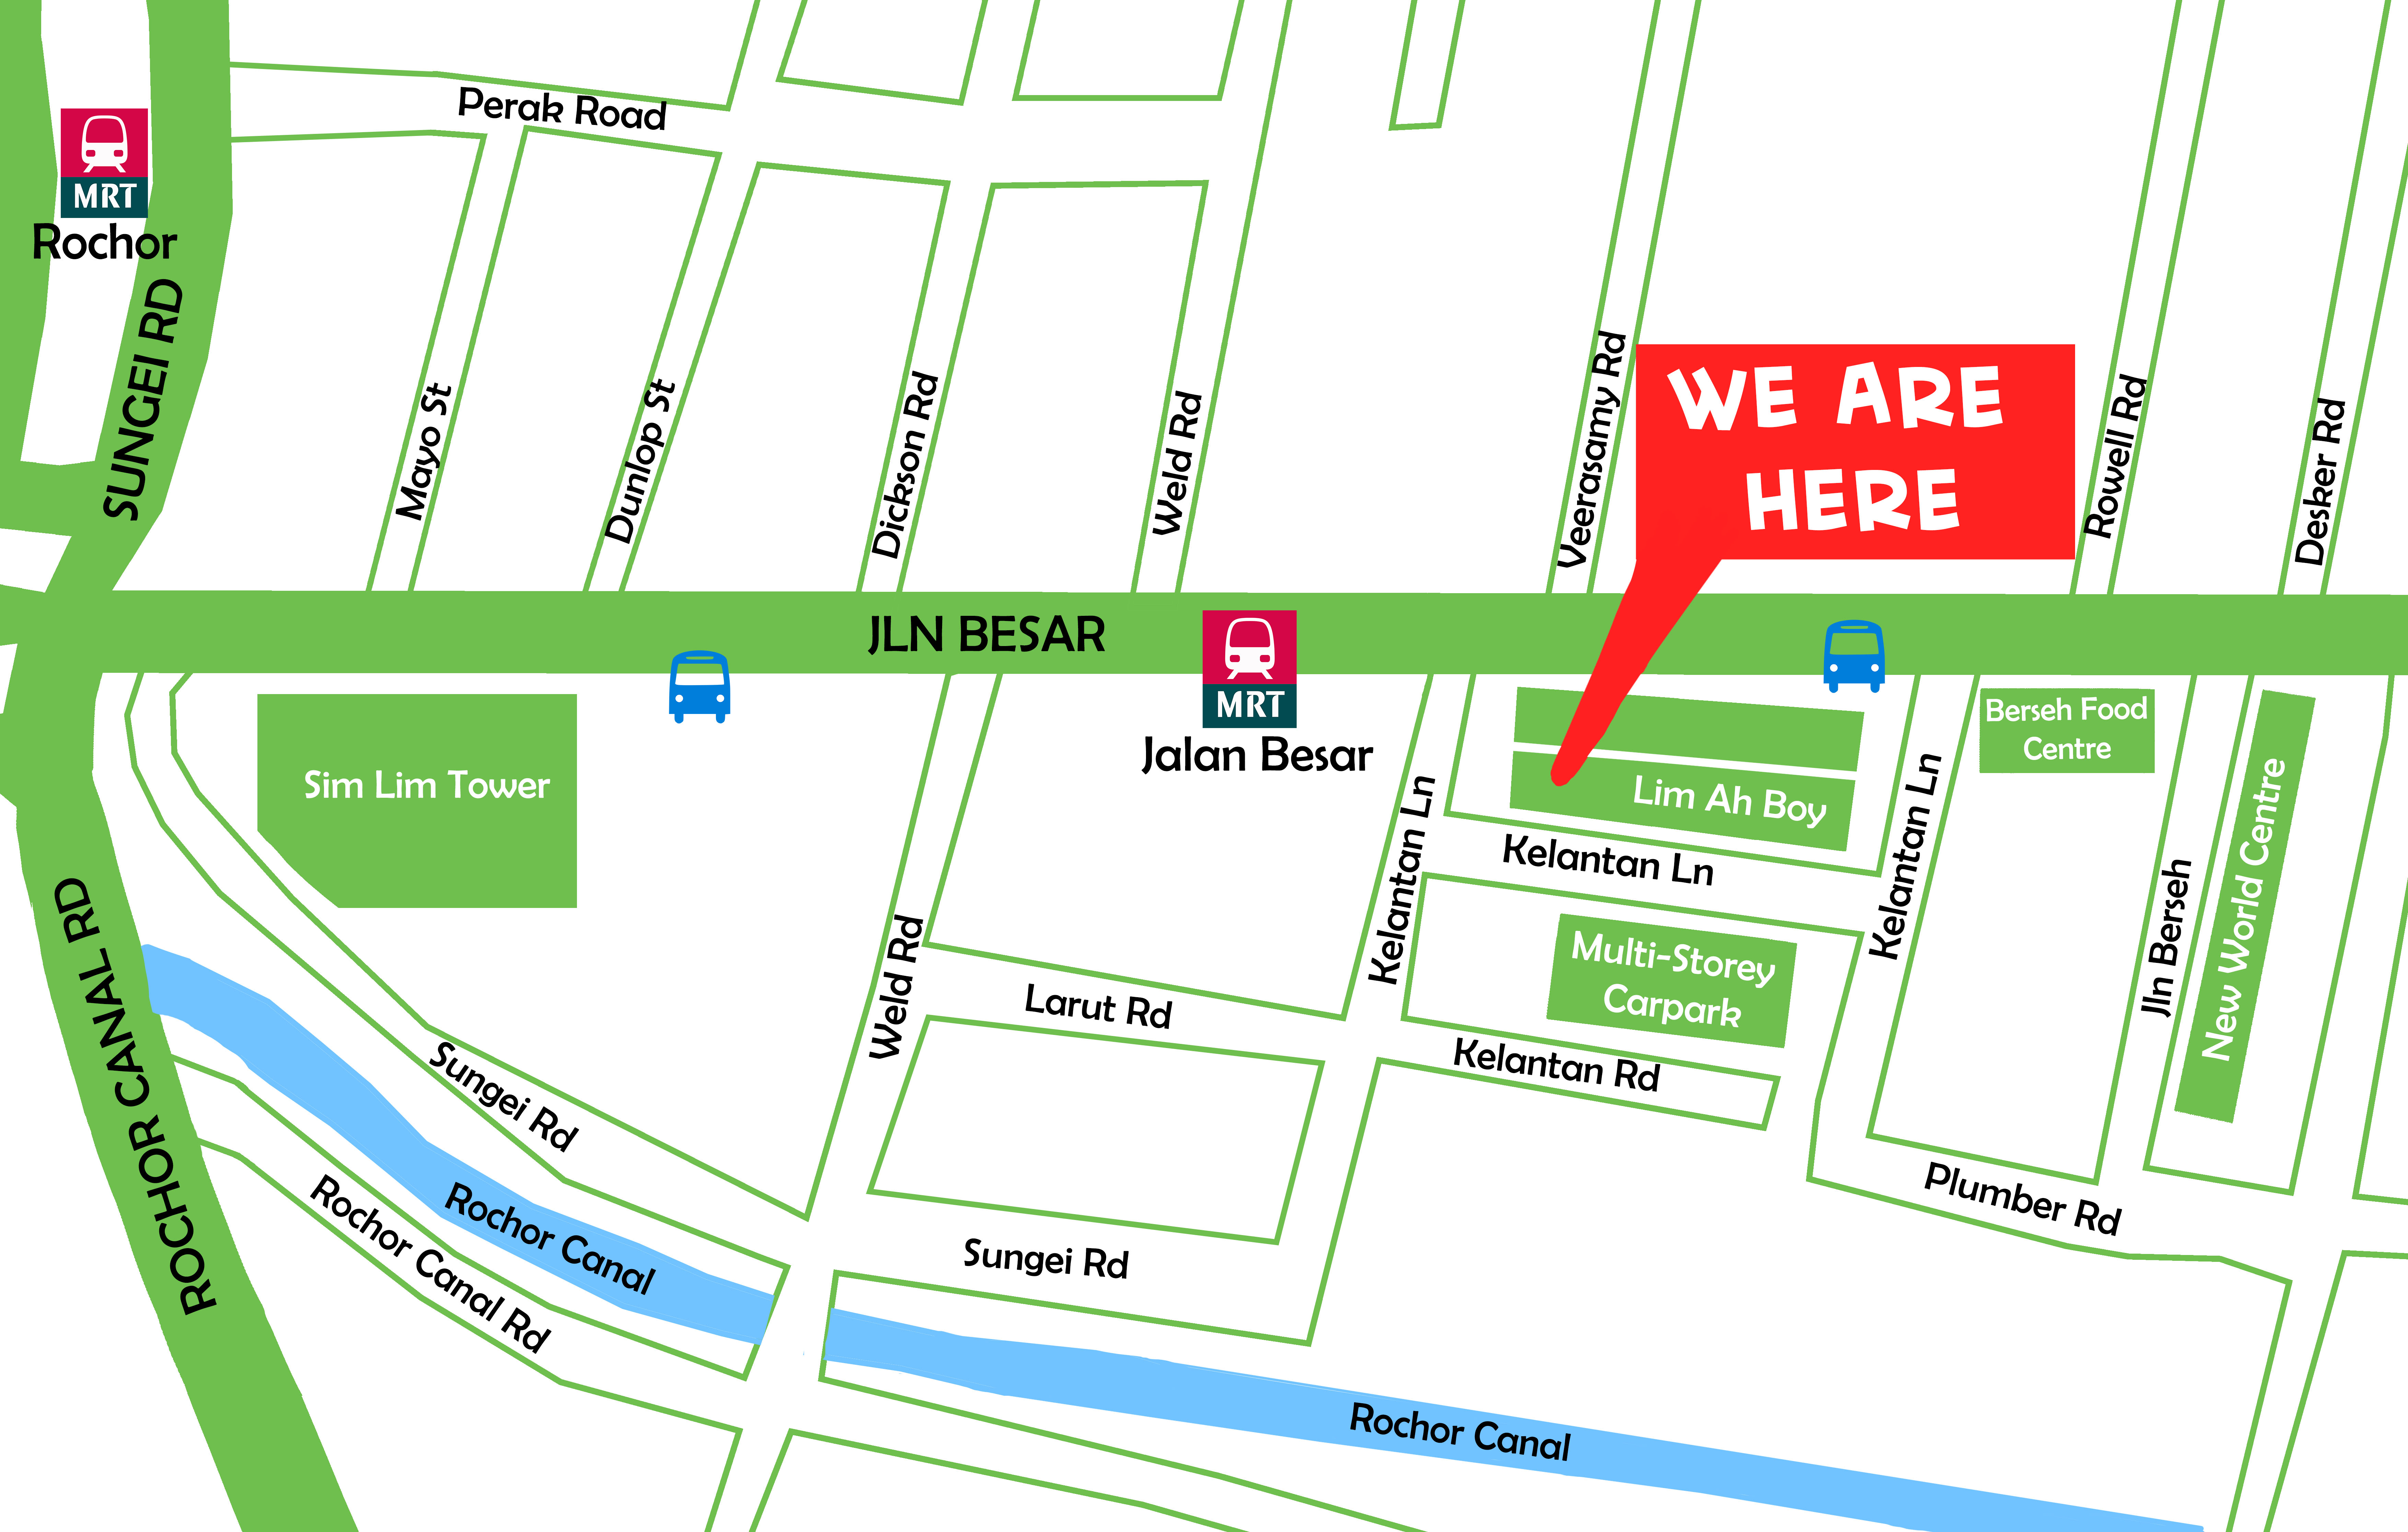 Perak Road
MRT
Rochor
SUNGEI RD
Mayo St
Dunlop St
Dickson Rd
Weld Rd
Veerasamy Rd
WE ARE
HERE
Rowell Rd
Desker Rd
JLN BESAR
MRT
Jalan Besar
Sim Lim Tower
Lim Ah Boy
Berseh Food
Centre
Kelantan Ln
Kelantan Ln
Kelantan Ln
New World Centre
Jln Berseh
Multi-Storey
Carpark
Weld Rd
Larut Rd
Kelantan Rd
ROCHOR CANAL RD
Sungei Rd
Rochor Canal
Rochor Canal Rd
Sungei Rd
Plumber Rd
Rochor Canal